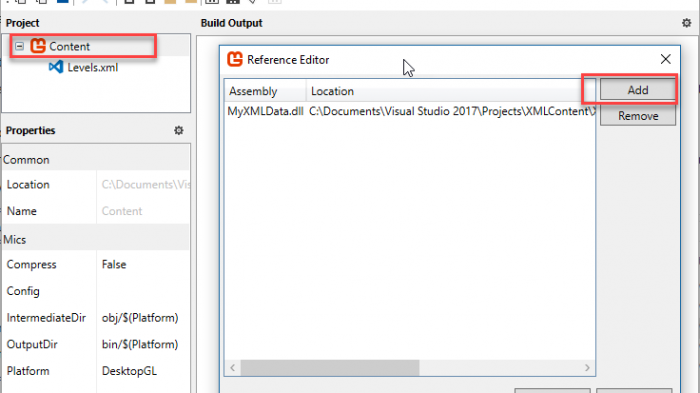 Project
Content
Levels.xml
Properties
Common
Location C:\Documents\Vis
Name Content
Mics
Compress False
Config
IntermediateDir obj/$(Platform)
OutputDir bin/$(Platform)
Platform DesktopGL
Build Output
Reference Editor
Assembly Location
MyXMLData.dll C:\Documents\Visual Studio 2017\Projects\XMLContent\X
Add
Remove